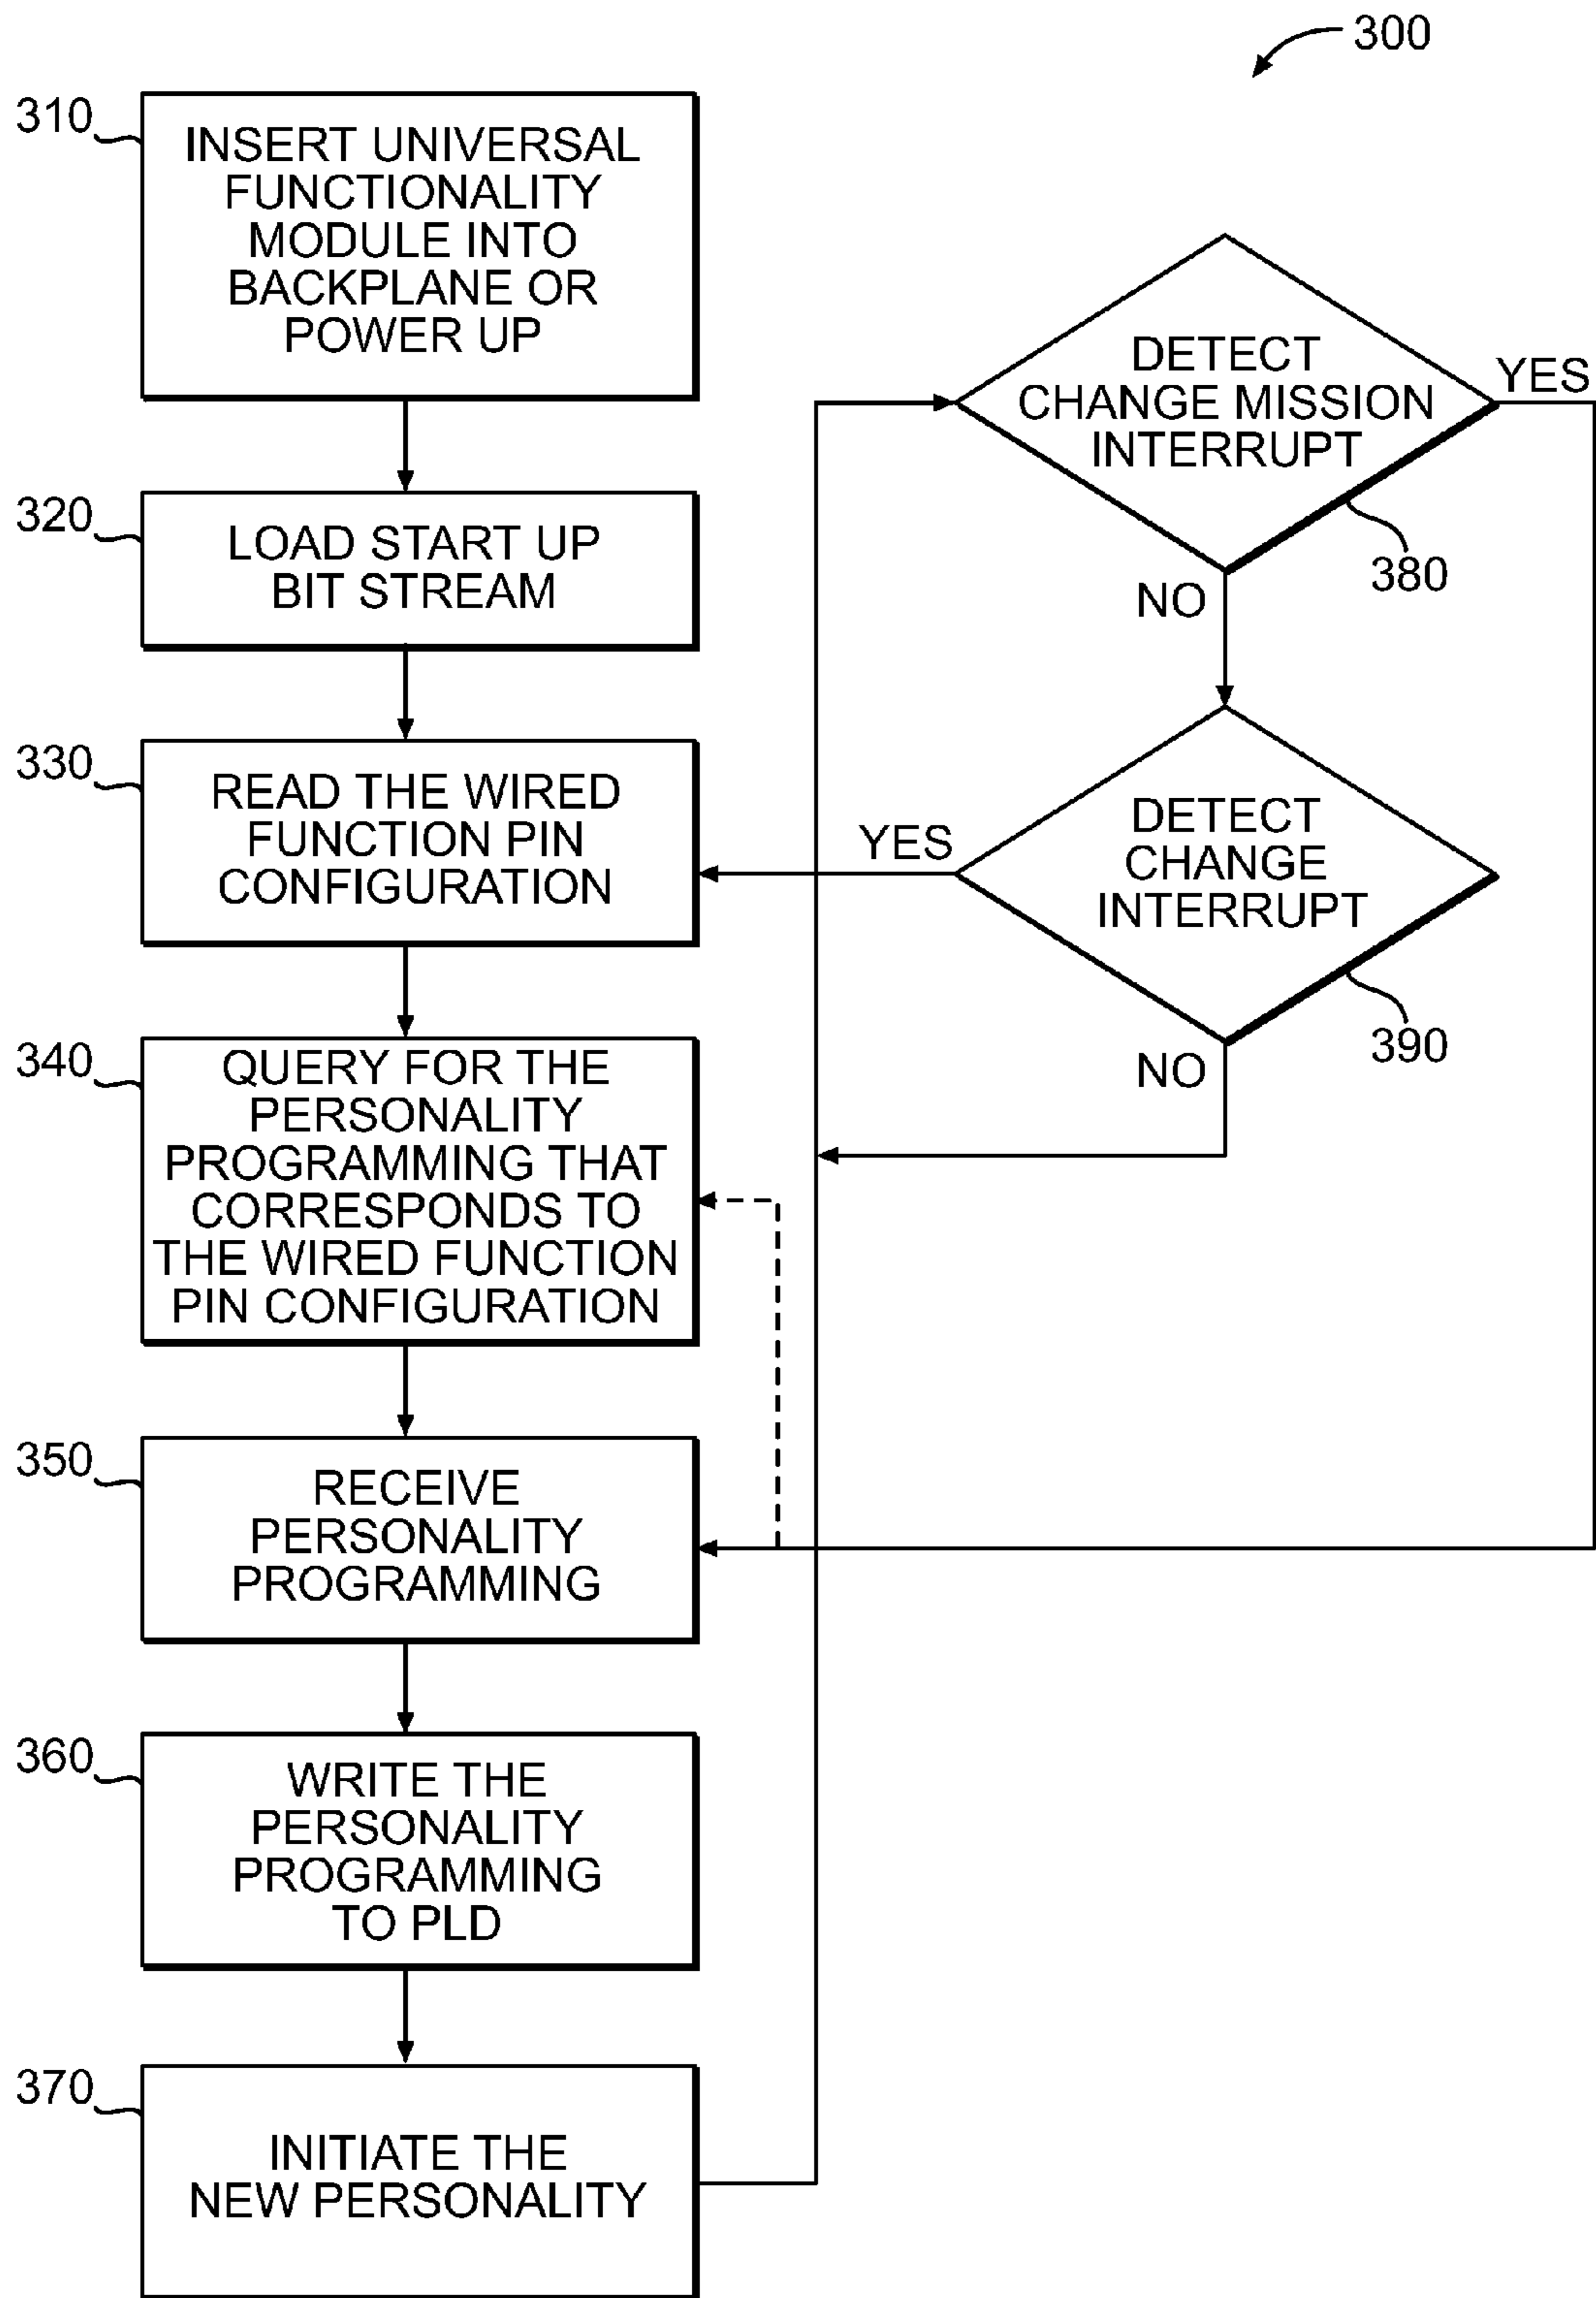 300
310
INSERT UNIVERSAL
FUNCTIONALITY
MODULE INTO
BACKPLANE OR
POWER UP
320
LOAD START UP
BIT STREAM
330
READ THE WIRED
FUNCTION PIN
CONFIGURATION
340
QUERY FOR THE
PERSONALITY
PROGRAMMING THAT
CORRESPONDS TO
THE WIRED FUNCTION
PIN CONFIGURATION
350
RECEIVE
PERSONALITY
PROGRAMMING
360
WRITE THE
PERSONALITY
PROGRAMMING
TO PLD
370
INITIATE THE
NEW PERSONALITY
DETECT
CHANGE MISSION
INTERRUPT
YES
380
NO
DETECT
CHANGE
INTERRUPT
YES
390
NO